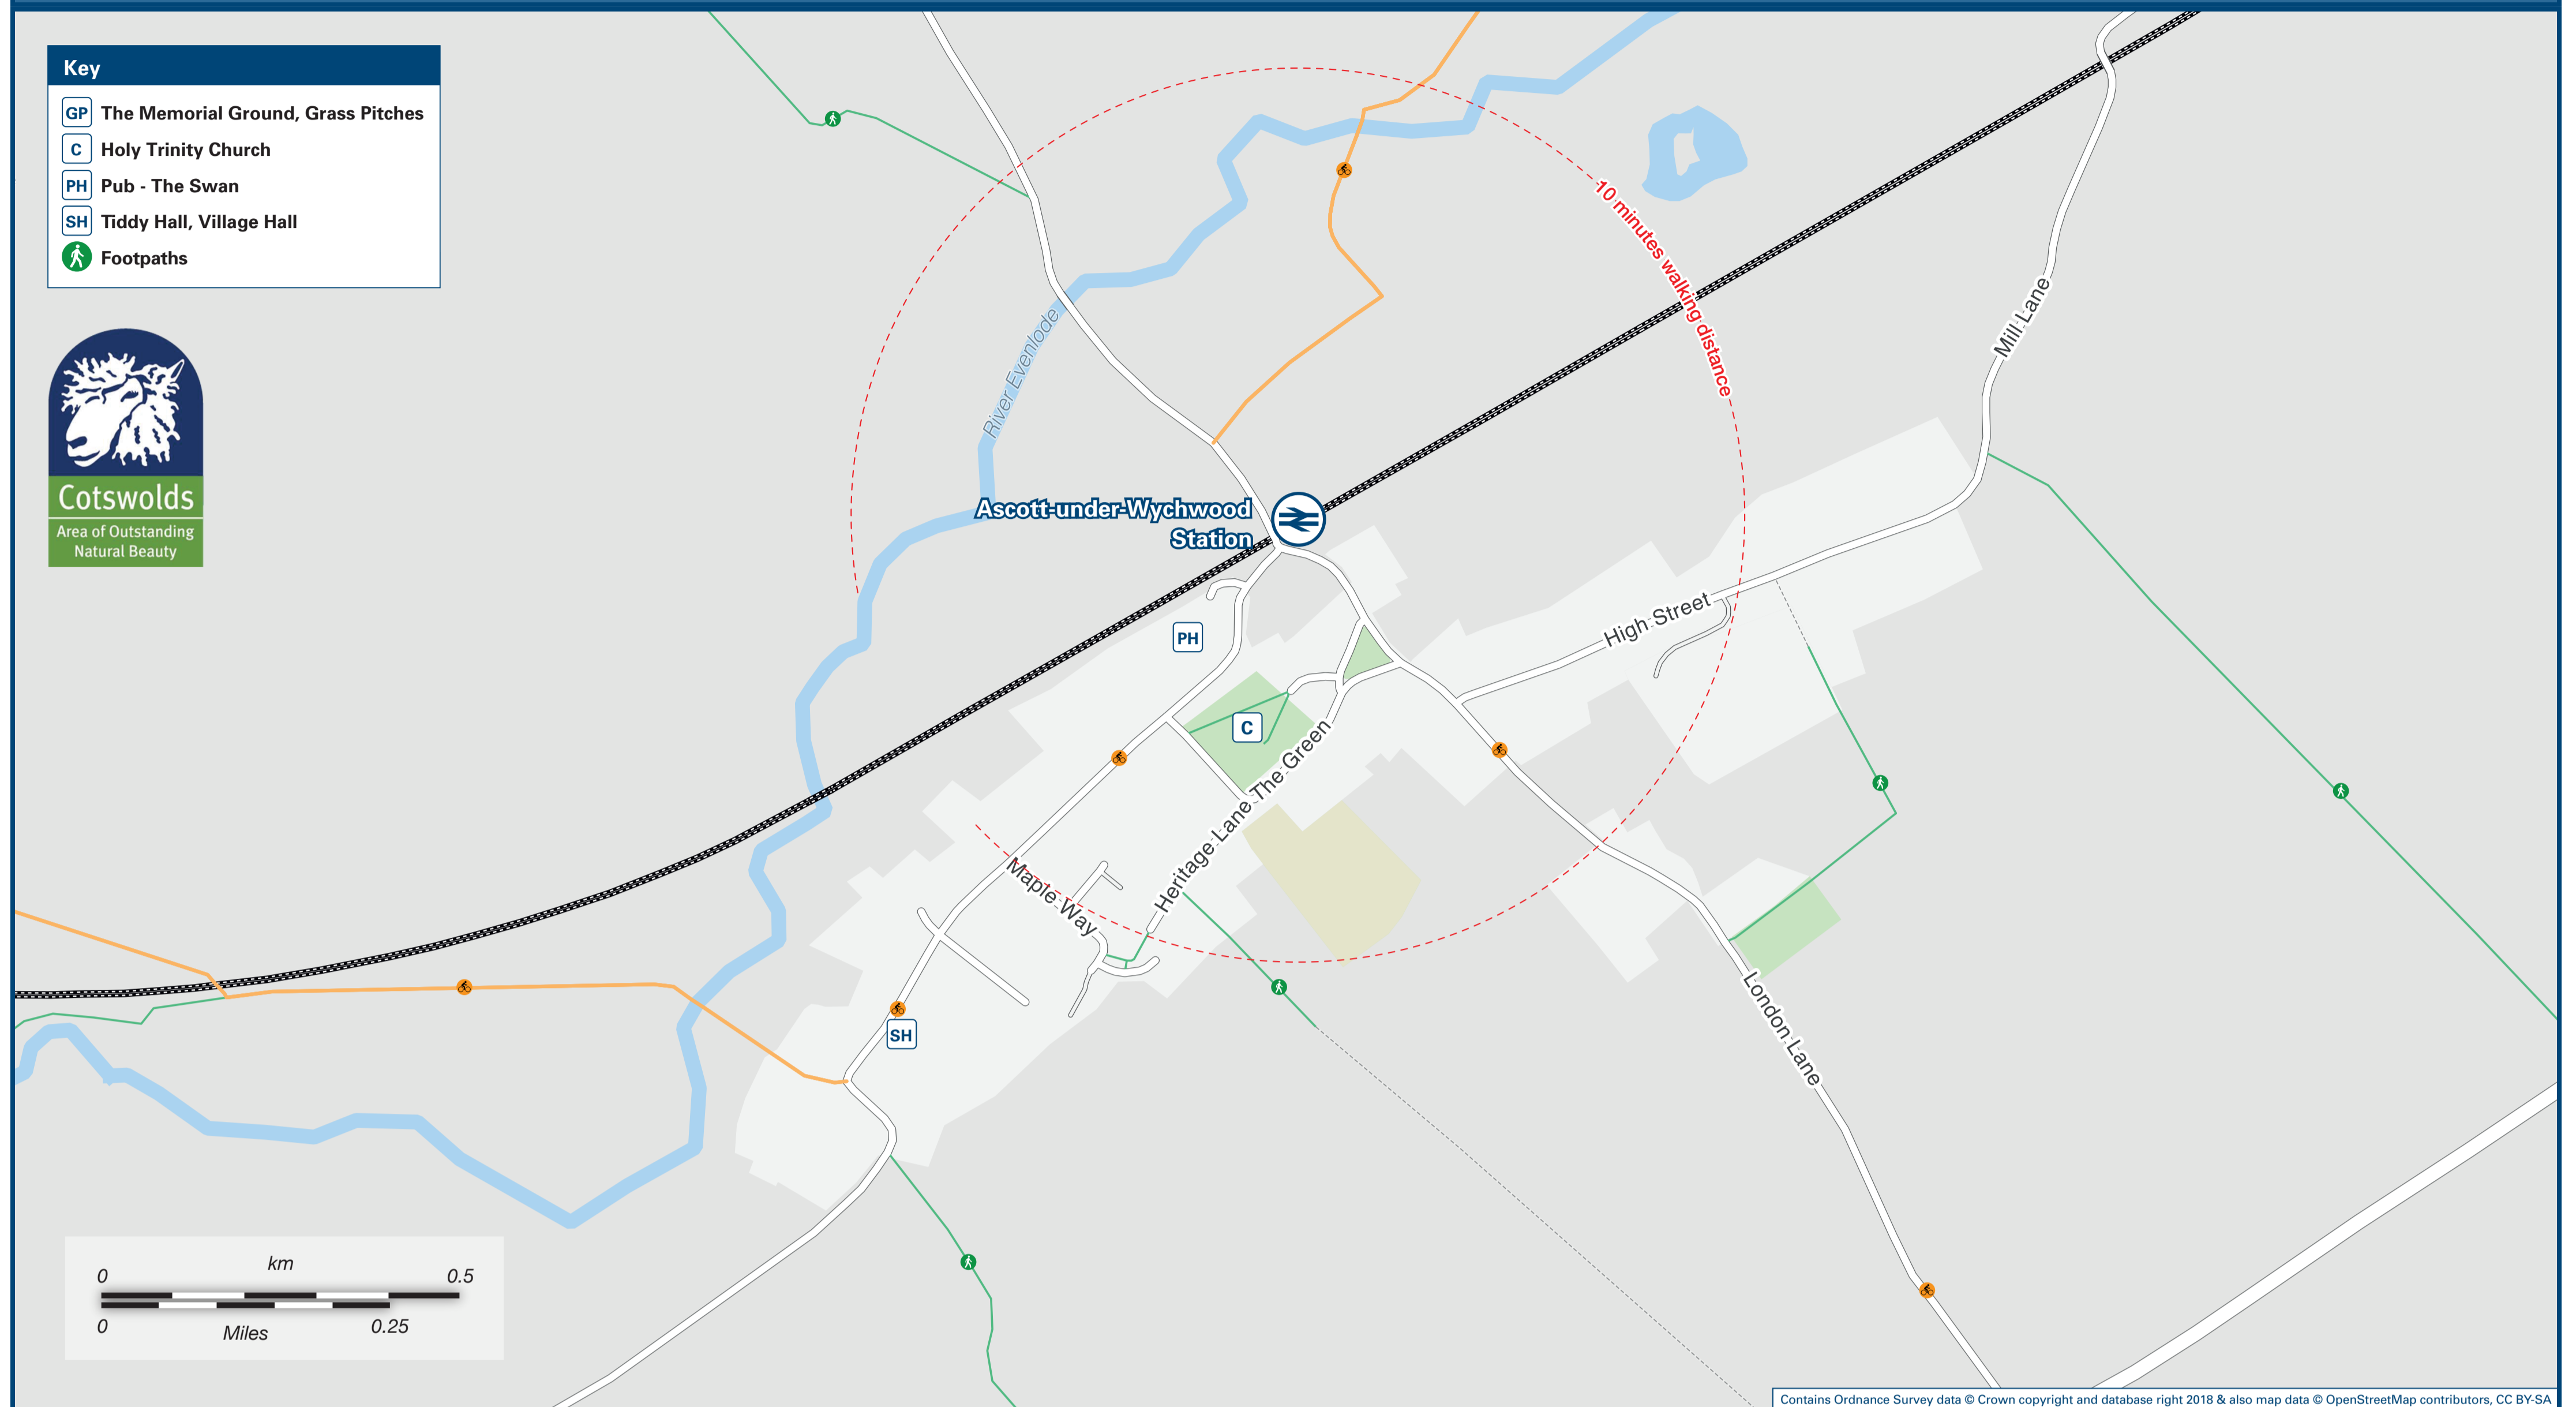 Key
GP The Memorial Ground, Grass Pitches
C Holy Trinity Church
PH Pub - The Swan
SH Tiddy Hall, Village Hall
Footpaths
Cotswolds
Area of Outstanding
Natural Beauty
10 minutes walking distance
River Evenlode
Mill Lane
Ascott-under-Wychwood
Station
High Street
PH
C
The Green
Heritage Lane
Maple Way
SH
London Lane
km
0 0.5
0 0.25
Miles
Contains Ordnance Survey data © Crown copyright and database right 2018 & also map data © OpenStreetMap contributors, CC BY-SA